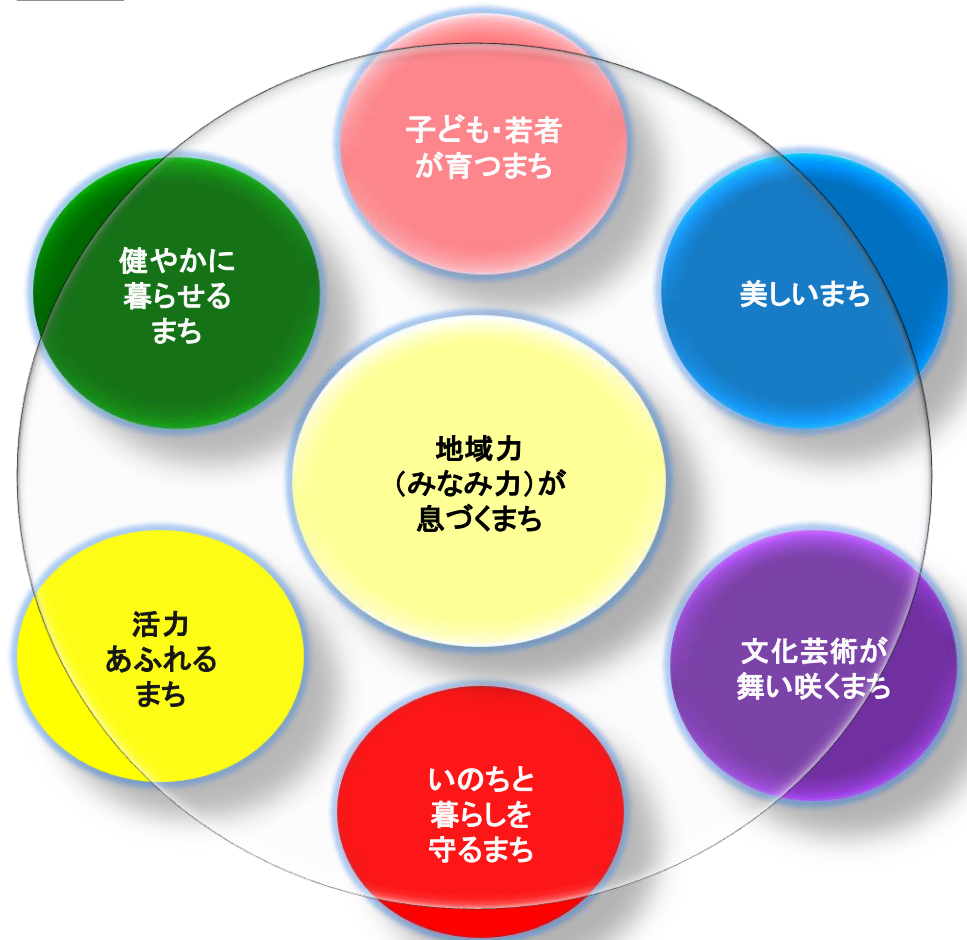 子ども・若者
が育つまち
健やかに
暮らせる
まち
美しいまち
地域力
（みなみ力）が
息づくまち
活力
あふれる
まち
文化芸術が
舞い咲くまち
いのちと
暮らしを
守るまち